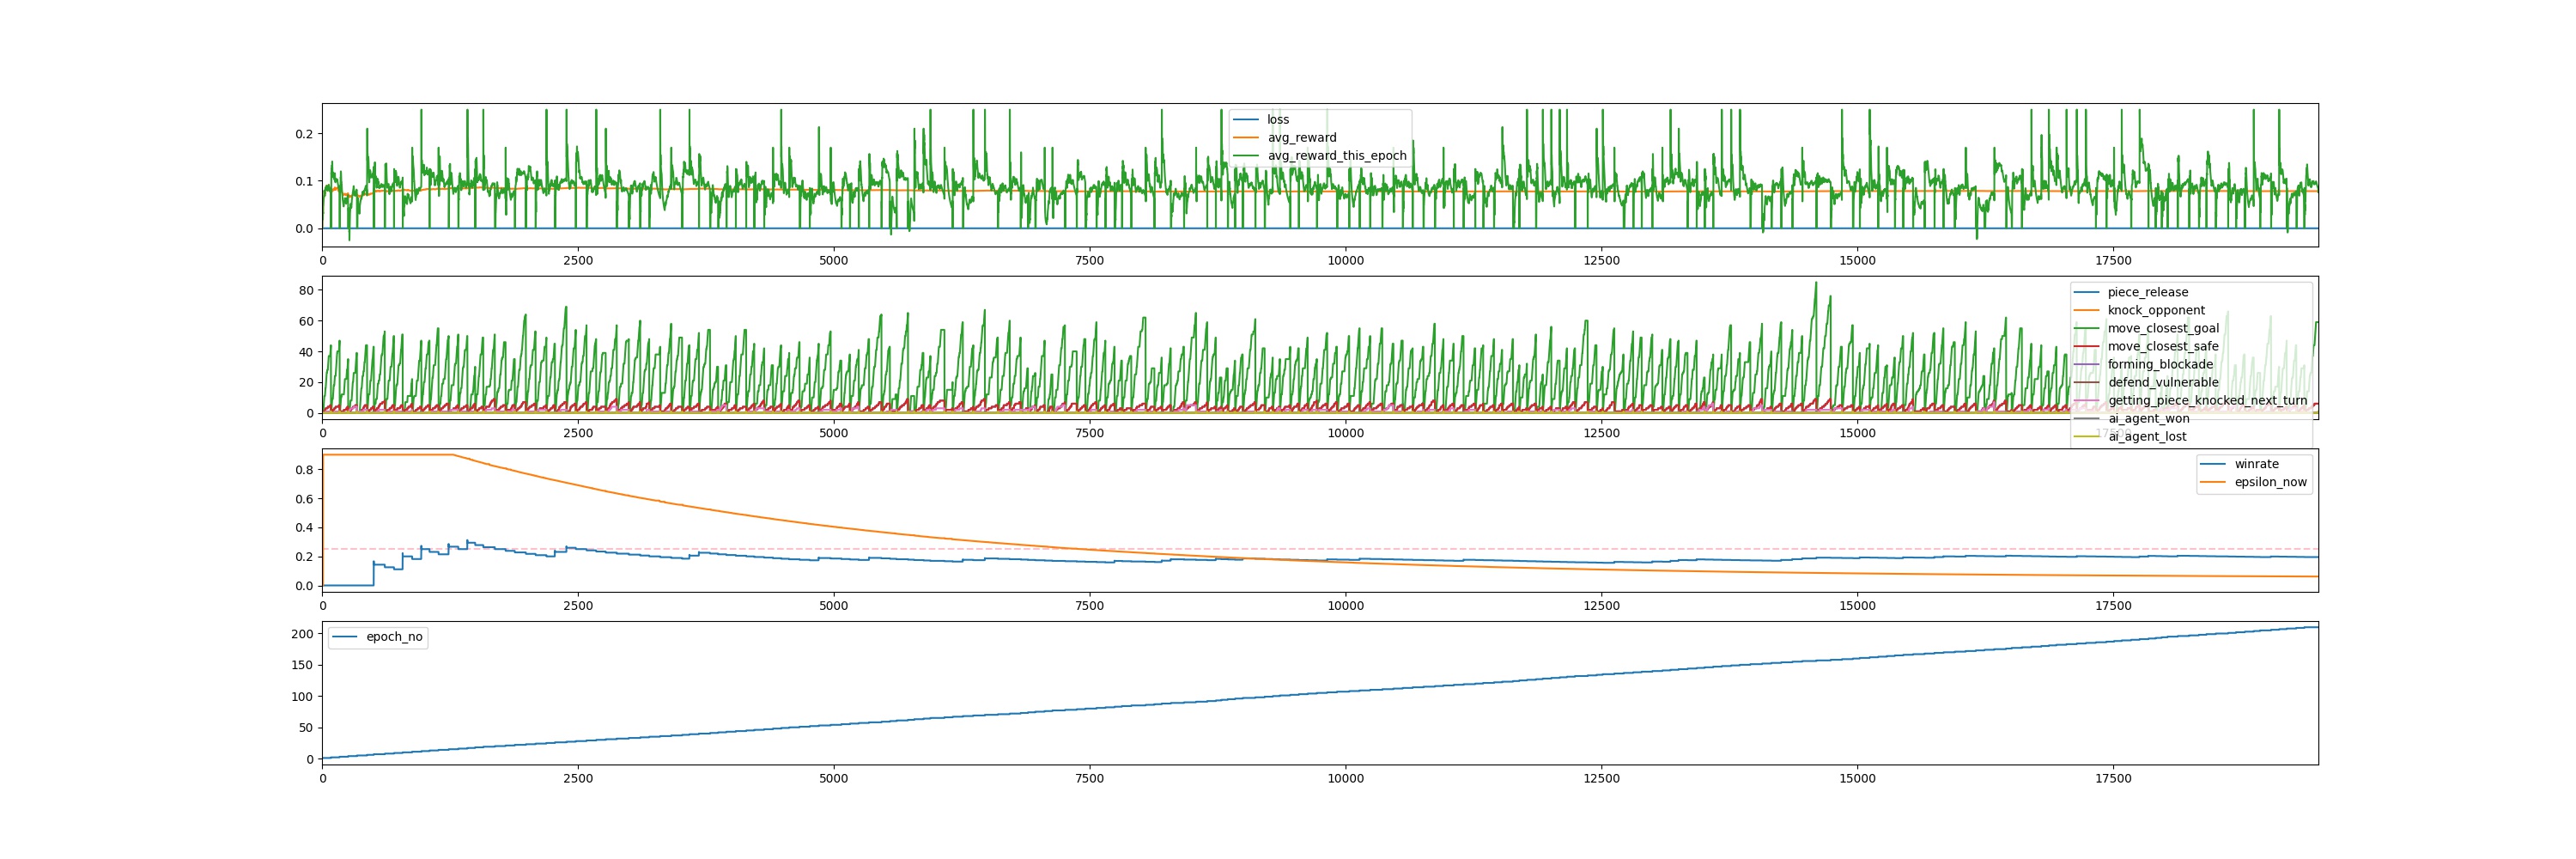 loss
avg_reward
avg_reward_this_epoch
0.2
0.1
0.0
0 2500 5000 7500 10000 12500 15000 17500
piece_release
knock_opponent
move_closest_goal
move_closest_safe
forming_blockade
defend_vulnerable
getting_piece_knocked_next_turn
ai_agent_won
ai_agent_lost
80
60
40
20
0
0 2500 5000 7500 10000 12500 15000 17500
winrate
epsilon_now
0.8
0.6
0.4
0.2
0.0
0 2500 5000 7500 10000 12500 15000 17500
epoch_no
200
150
100
50
0
0 2500 5000 7500 10000 12500 15000 17500